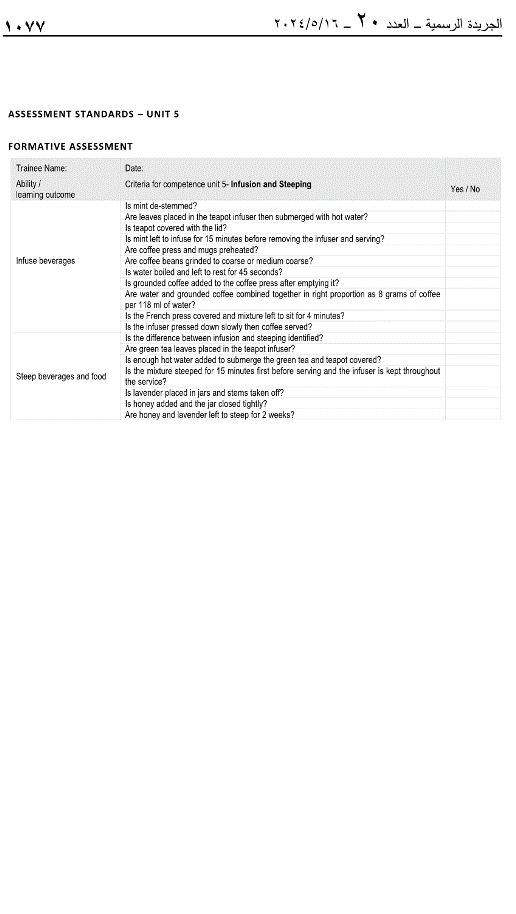 ١٠٧٧
الجريدة الرسمية ــ العدد ٢٠ ــ ٢٠٢٤/٥/١٦
ASSESSMENT STANDARDS – UNIT 5
FORMATIVE ASSESSMENT
Trainee Name:
Date:
Ability /
learning outcome
Criteria for competence unit 5- Infusion and Steeping
Yes / No
Infuse beverages
Is mint de-stemmed?
Are leaves placed in the teapot infuser then submerged with hot water?
Is teapot covered with the lid?
Is mint left to infuse for 15 minutes before removing the infuser and serving?
Are coffee press and mugs preheated?
Are coffee beans grinded to coarse or medium coarse?
Is water boiled and left to rest for 45 seconds?
Is grounded coffee added to the coffee press after emptying it?
Are water and grounded coffee combined together in right proportion as 8 grams of coffee
per 118 ml of water?
Is the French press covered and mixture left to sit for 4 minutes?
Is the infuser pressed down slowly then coffee served?
Steep beverages and food
Is the difference between infusion and steeping identified?
Are green tea leaves placed in the teapot infuser?
Is enough hot water added to submerge the green tea and teapot covered?
Is the mixture steeped for 15 minutes first before serving and the infuser is kept throughout
the service?
Is lavender placed in jars and stems taken off?
Is honey added and the jar closed tightly?
Are honey and lavender left to steep for 2 weeks?